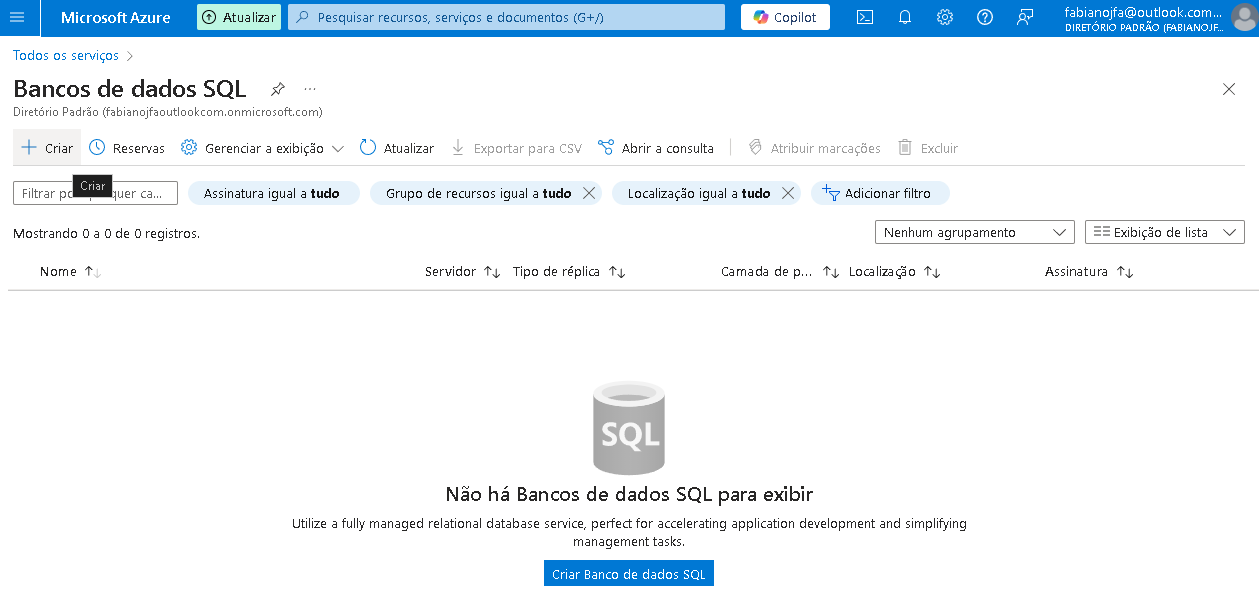 Microsoft Azure
Atualizar
Pesquisar recursos, serviços e documentos (G+/)
Copilot
fabianojfa@outlook.com...
DIRETÓRIO PADRÃO (FABIANOJF...
Todos os serviços
Bancos de dados SQL
Diretório Padrão (fabianojfaoutlookcom.onmicrosoft.com)
Criar
Reservas
Gerenciar a exibição
Atualizar
Exportar para CSV
Abrir a consulta
Atribuir marcações
Excluir
Criar
Filtrar ca...
Assinatura igual a tudo
Grupo de recursos igual a tudo
Localização igual a tudo
Adicionar filtro
Mostrando 0 a 0 de 0 registros.
Nenhum agrupamento
Exibição de lista
Nome
Servidor
Tipo de réplica
Camada de p...
Localização
Assinatura
SQL
Não há Bancos de dados SQL para exibir
Utilize a fully managed relational database service, perfect for accelerating application development and simplifying
management tasks.
Criar Banco de dados SQL